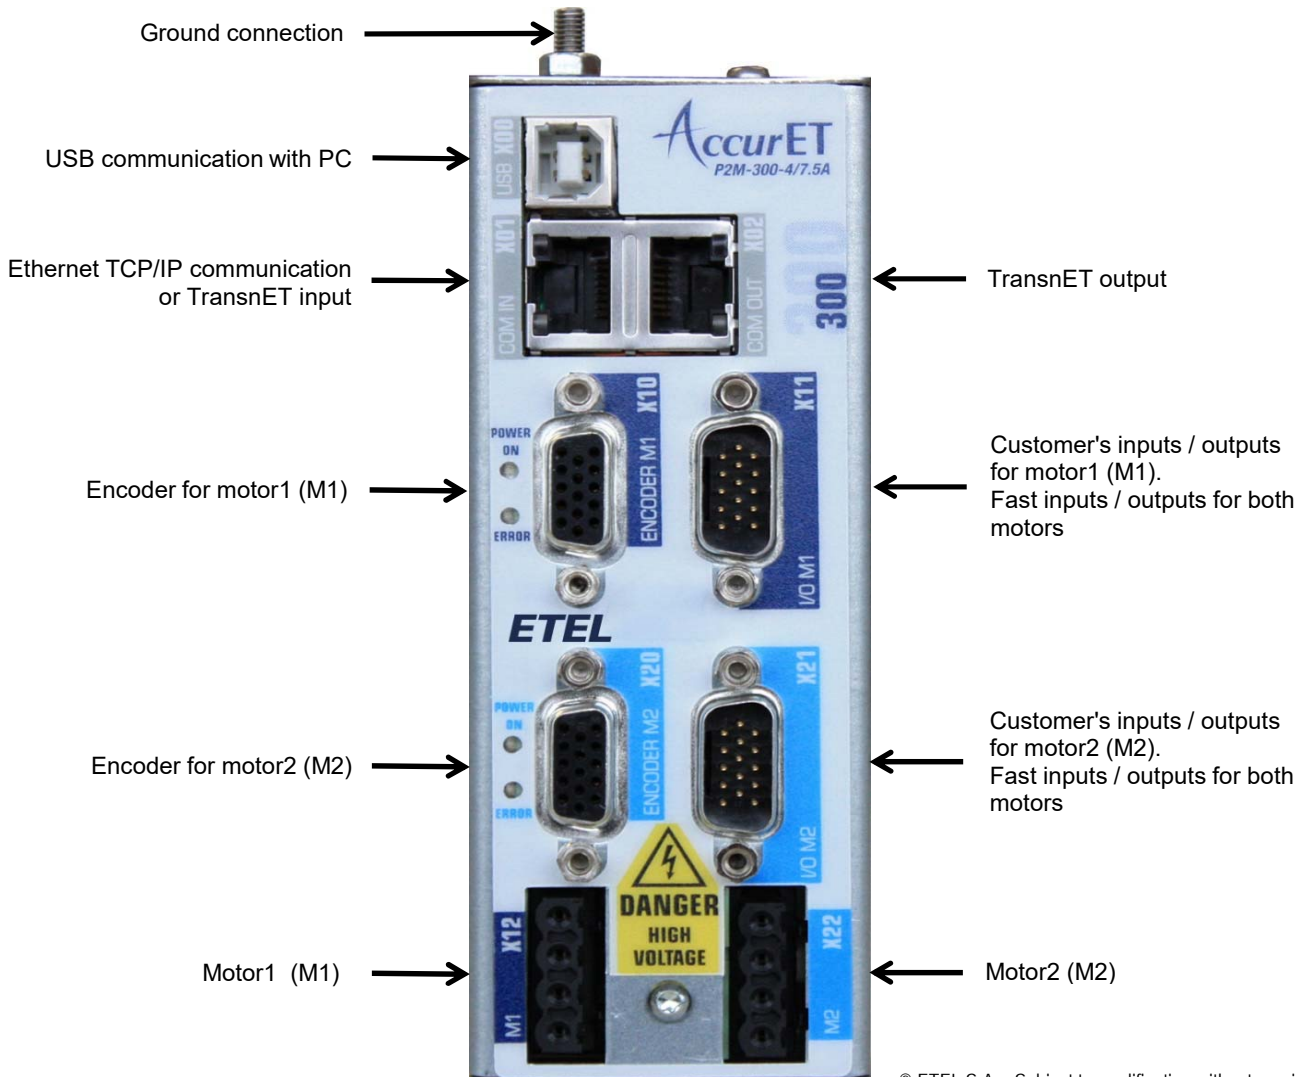 Ground connection
USB communication with PC
Ethernet TCP/IP communication
or TransnET input
TransnET output
Encoder for motor1 (M1)
Customer's inputs / outputs
for motor1 (M1).
Fast inputs / outputs for both
motors
Encoder for motor2 (M2)
Customer's inputs / outputs
for motor2 (M2).
Fast inputs / outputs for both
motors
Motor1 (M1)
Motor2 (M2)
AccurET
P2M-300-4/7.5A
USB X00
COM IN X01
COM OUT X02
300
300
POWER
ON
ERROR
ENCODER M1 X10
I/O M1 X11
ETEL
POWER
ON
ERROR
ENCODER M2 X20
I/O M2 X21
DANGER
HIGH
VOLTAGE
M1 X12
M2 X22